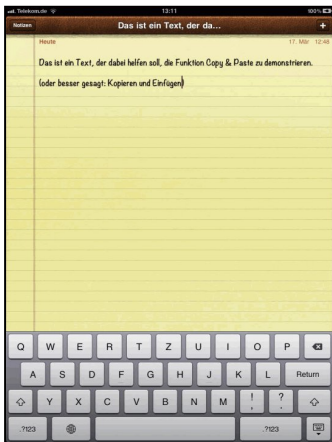 Telekom.de 13:11 100%
Notizen Das ist ein Text, der da... +
Heute 17. Mär 12:46
Das ist ein Text, der dabei helfen soll, die Funktion Copy & Paste zu demonstrieren.
(oder besser gesagt: Kopieren und Einfügen)
Q W E R T Z U I O P
A S D F G H J K L Return
Y X C V B N M ! , ? .
.?123 .?123